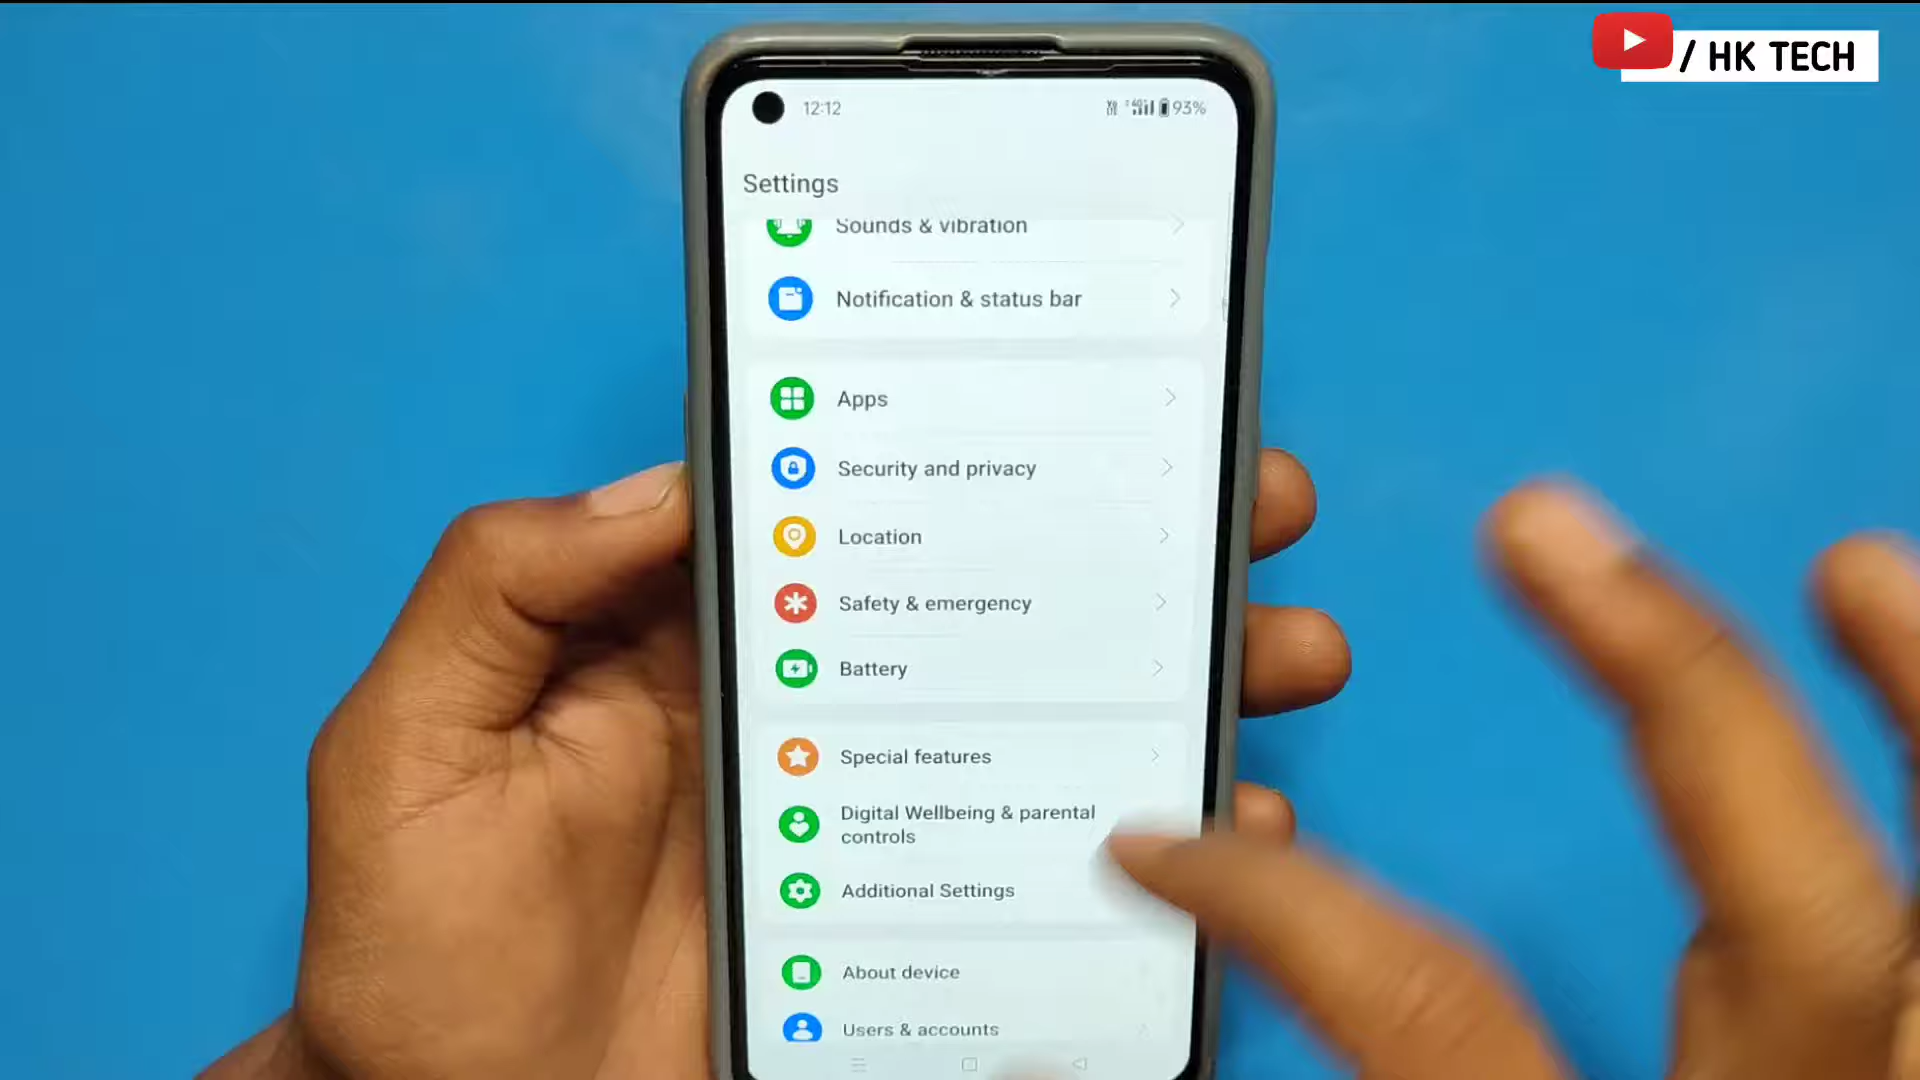 / HK TECH
12:12
93%
Settings
Sounds & vibration
Notification & status bar
Apps
Security and privacy
Location
Safety & emergency
Battery
Special features
Digital Wellbeing & parental
controls
Additional Settings
About device
Users & accounts